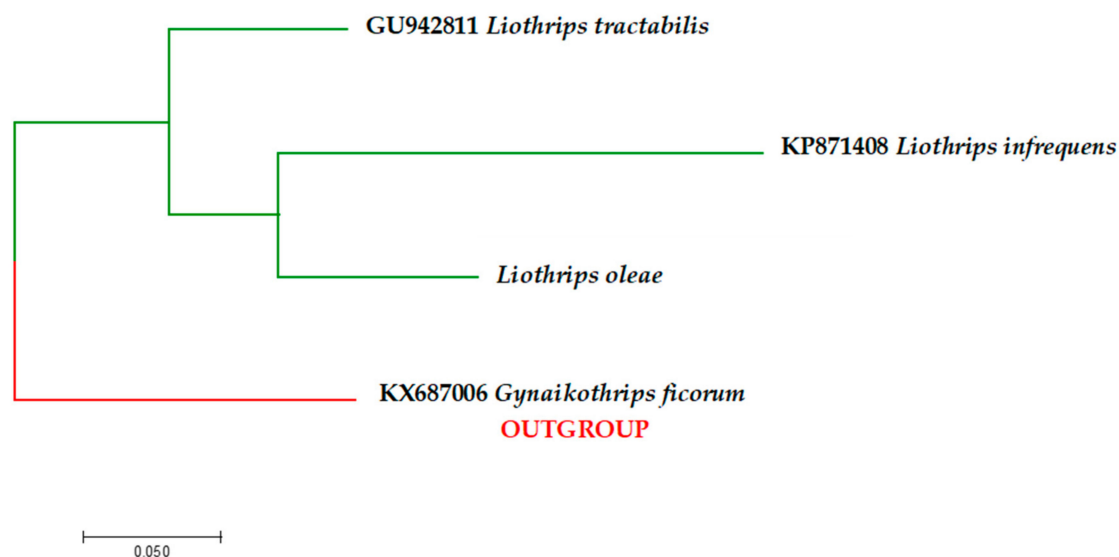 GU942811 Liothrips tractabilis
KP871408 Liothrips infrequens
Liothrips oleae
KX687006 Gynaikothrips ficorum
OUTGROUP
0.050